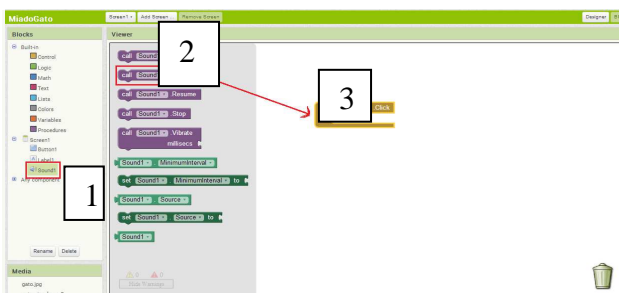 MiadoGato
Screen1
Add Screen ...
Remove Screen
Designer
Blocks
Viewer
Built-in
Control
Logic
Math
Text
Lists
Colors
Variables
Procedures
Screen1
Button1
Label1
Sound1
Any component
Rename
Delete
Media
gato.jpg
call Sound1
call Sound1
call Sound1 .Resume
call Sound1 .Stop
call Sound1 .Vibrate
millisecs
Sound1 . MinimumInterval
set Sound1 . MinimumInterval to
Sound1 . Source
set Sound1 . Source to
Sound1
0
0
Click
1
2
3